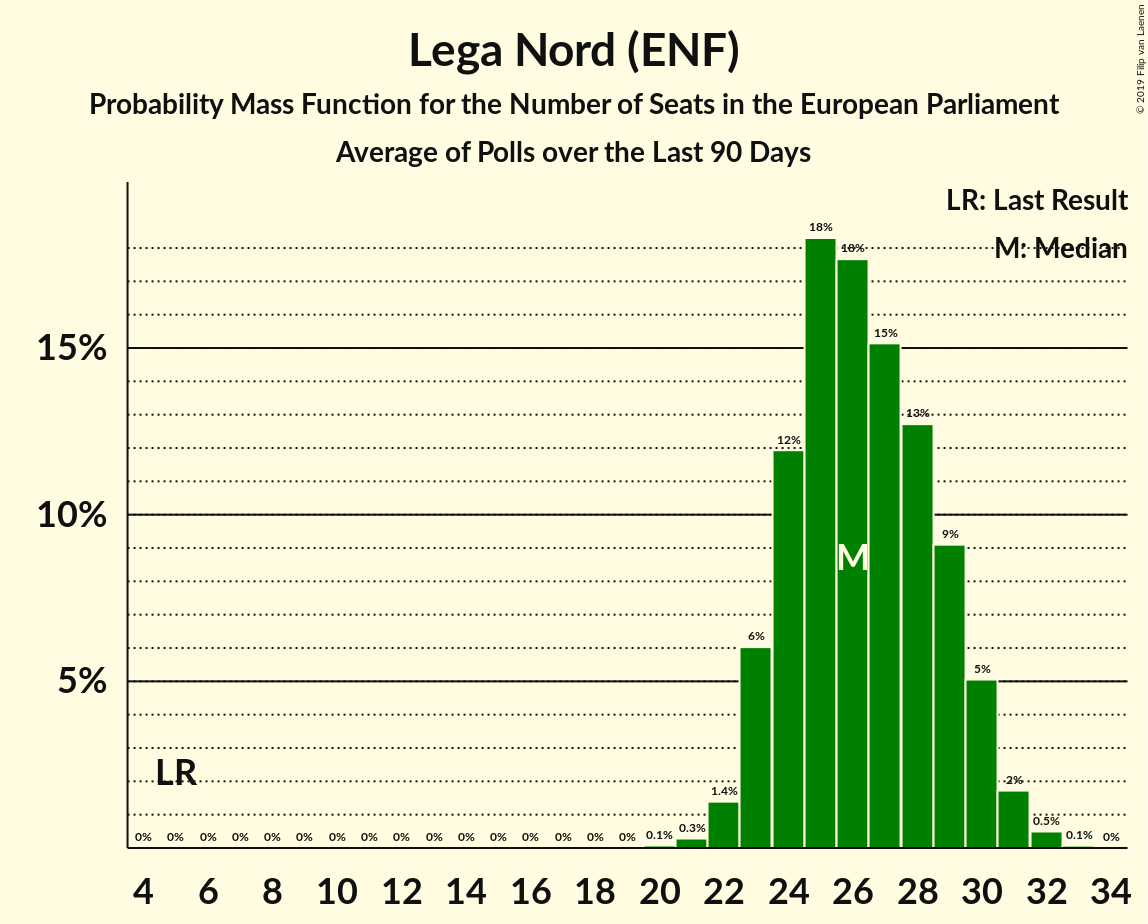 Lega Nord (ENF)
Probability Mass Function for the Number of Seats in the European Parliament
Average of Polls over the Last 90 Days
© 2019 Filip van Laenen
LR: Last Result
M: Median
15%
10%
5%
LR
M
0% 0% 0% 0% 0% 0% 0% 0% 0% 0% 0% 0% 0% 0% 0% 0% 0.1% 0.3% 1.4% 6% 12% 18% 18% 15% 13% 9% 5% 2% 0.5% 0.1% 0%
4 6 8 10 12 14 16 18 20 22 24 26 28 30 32 34